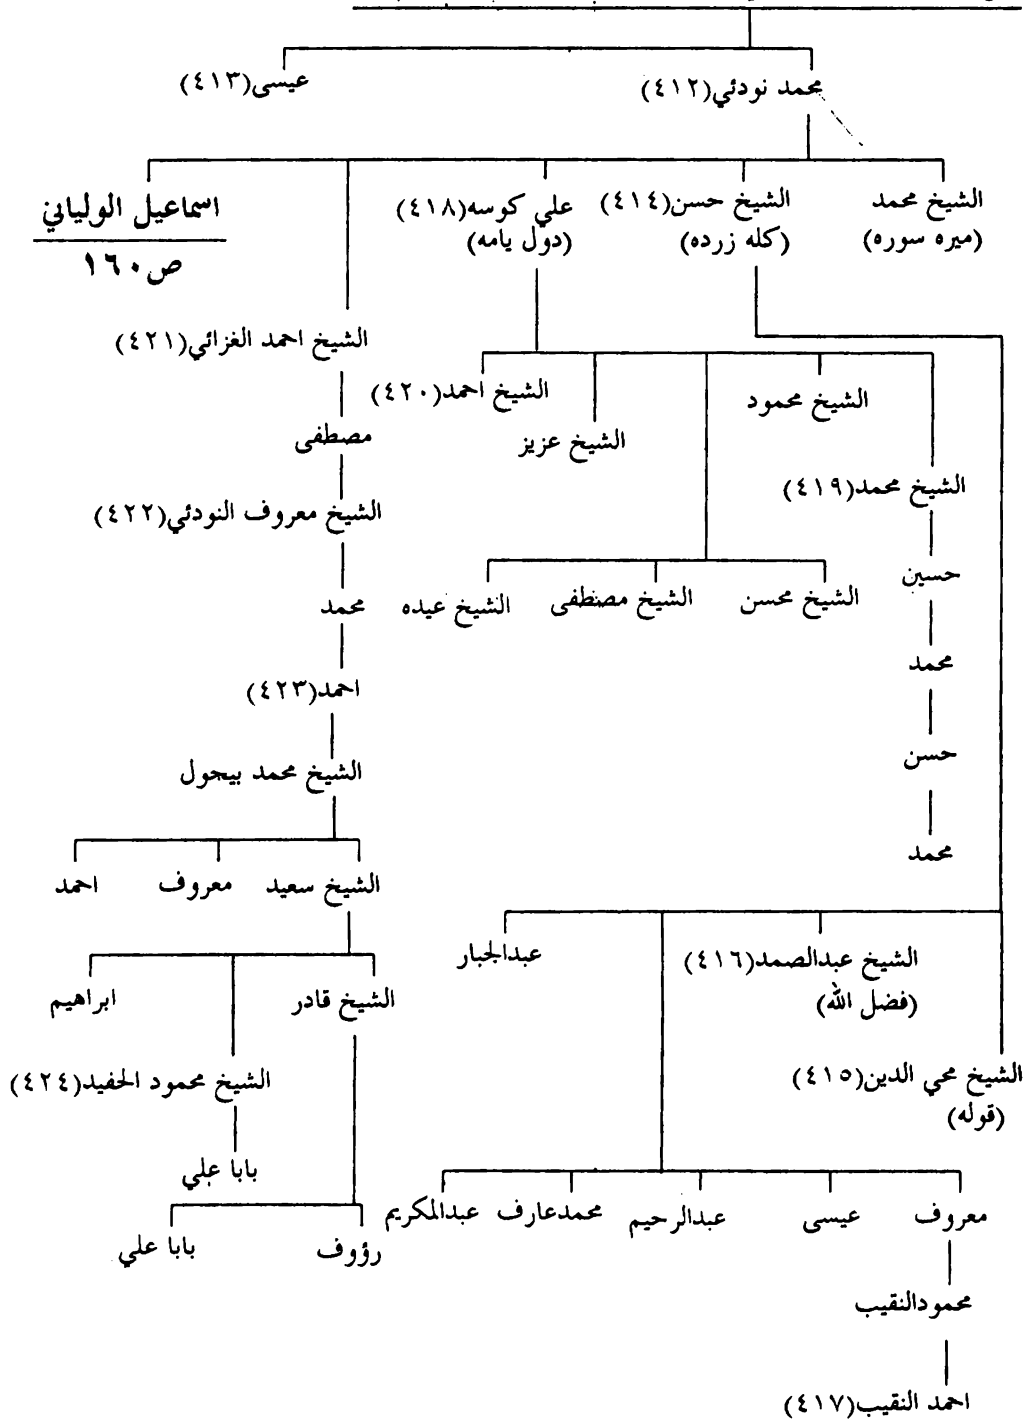 محمد نودئي(٤١٢)
عيسى(٤١٣)
الشيخ محمد
(ميره سوره)
الشيخ حسن(٤١٤)
(كله زرده)
علي كوسه(٤١٨)
(دول يامه)
اسماعيل الولياني
ص١٦٠
الشيخ احمد الغزائي(٤٢١)
الشيخ محمود
الشيخ احمد(٤٢٠)
الشيخ عزيز
مصطفى
الشيخ محمد(٤١٩)
الشيخ معروف النودئي(٤٢٢)
حسين
الشيخ محسن
الشيخ مصطفى
الشيخ عيده
محمد
محمد
احمد(٤٢٣)
حسن
الشيخ محمد بيجول
محمد
الشيخ سعيد
معروف
احمد
الشيخ عبدالصمد(٤١٦)
(فضل الله)
عبدالجبار
الشيخ قادر
ابراهيم
الشيخ محي الدين(٤١٥)
(قوله)
الشيخ محمود الحفيد(٤٢٤)
بابا علي
معروف
عيسى
عبدالرحيم
محمدعارف
عبدالمكريم
رؤوف
بابا علي
محمودالنقيب
احمد النقيب(٤١٧)